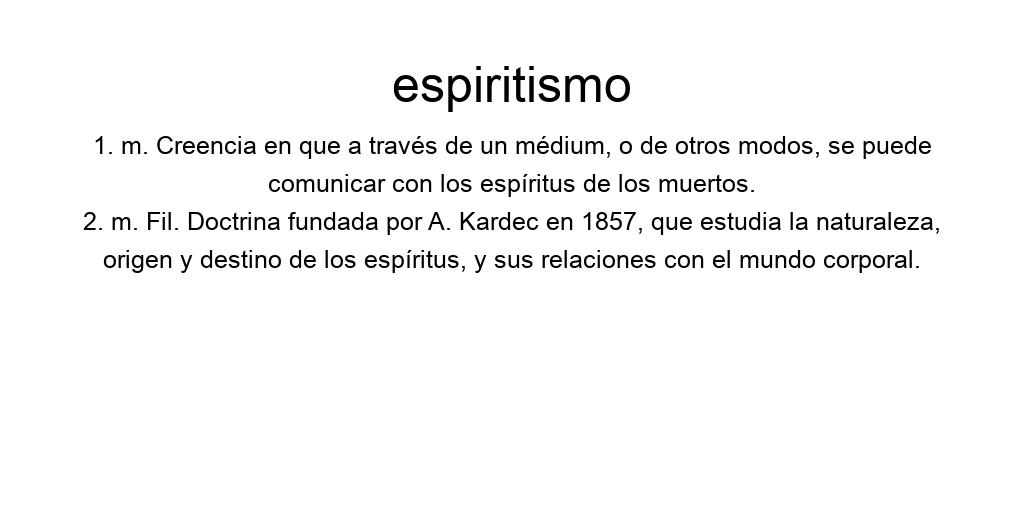 espiritismo
1. m. Creencia en que a través de un médium, o de otros modos, se puede
comunicar con los espíritus de los muertos.
2. m. Fil. Doctrina fundada por A. Kardec en 1857, que estudia la naturaleza,
origen y destino de los espíritus, y sus relaciones con el mundo corporal.